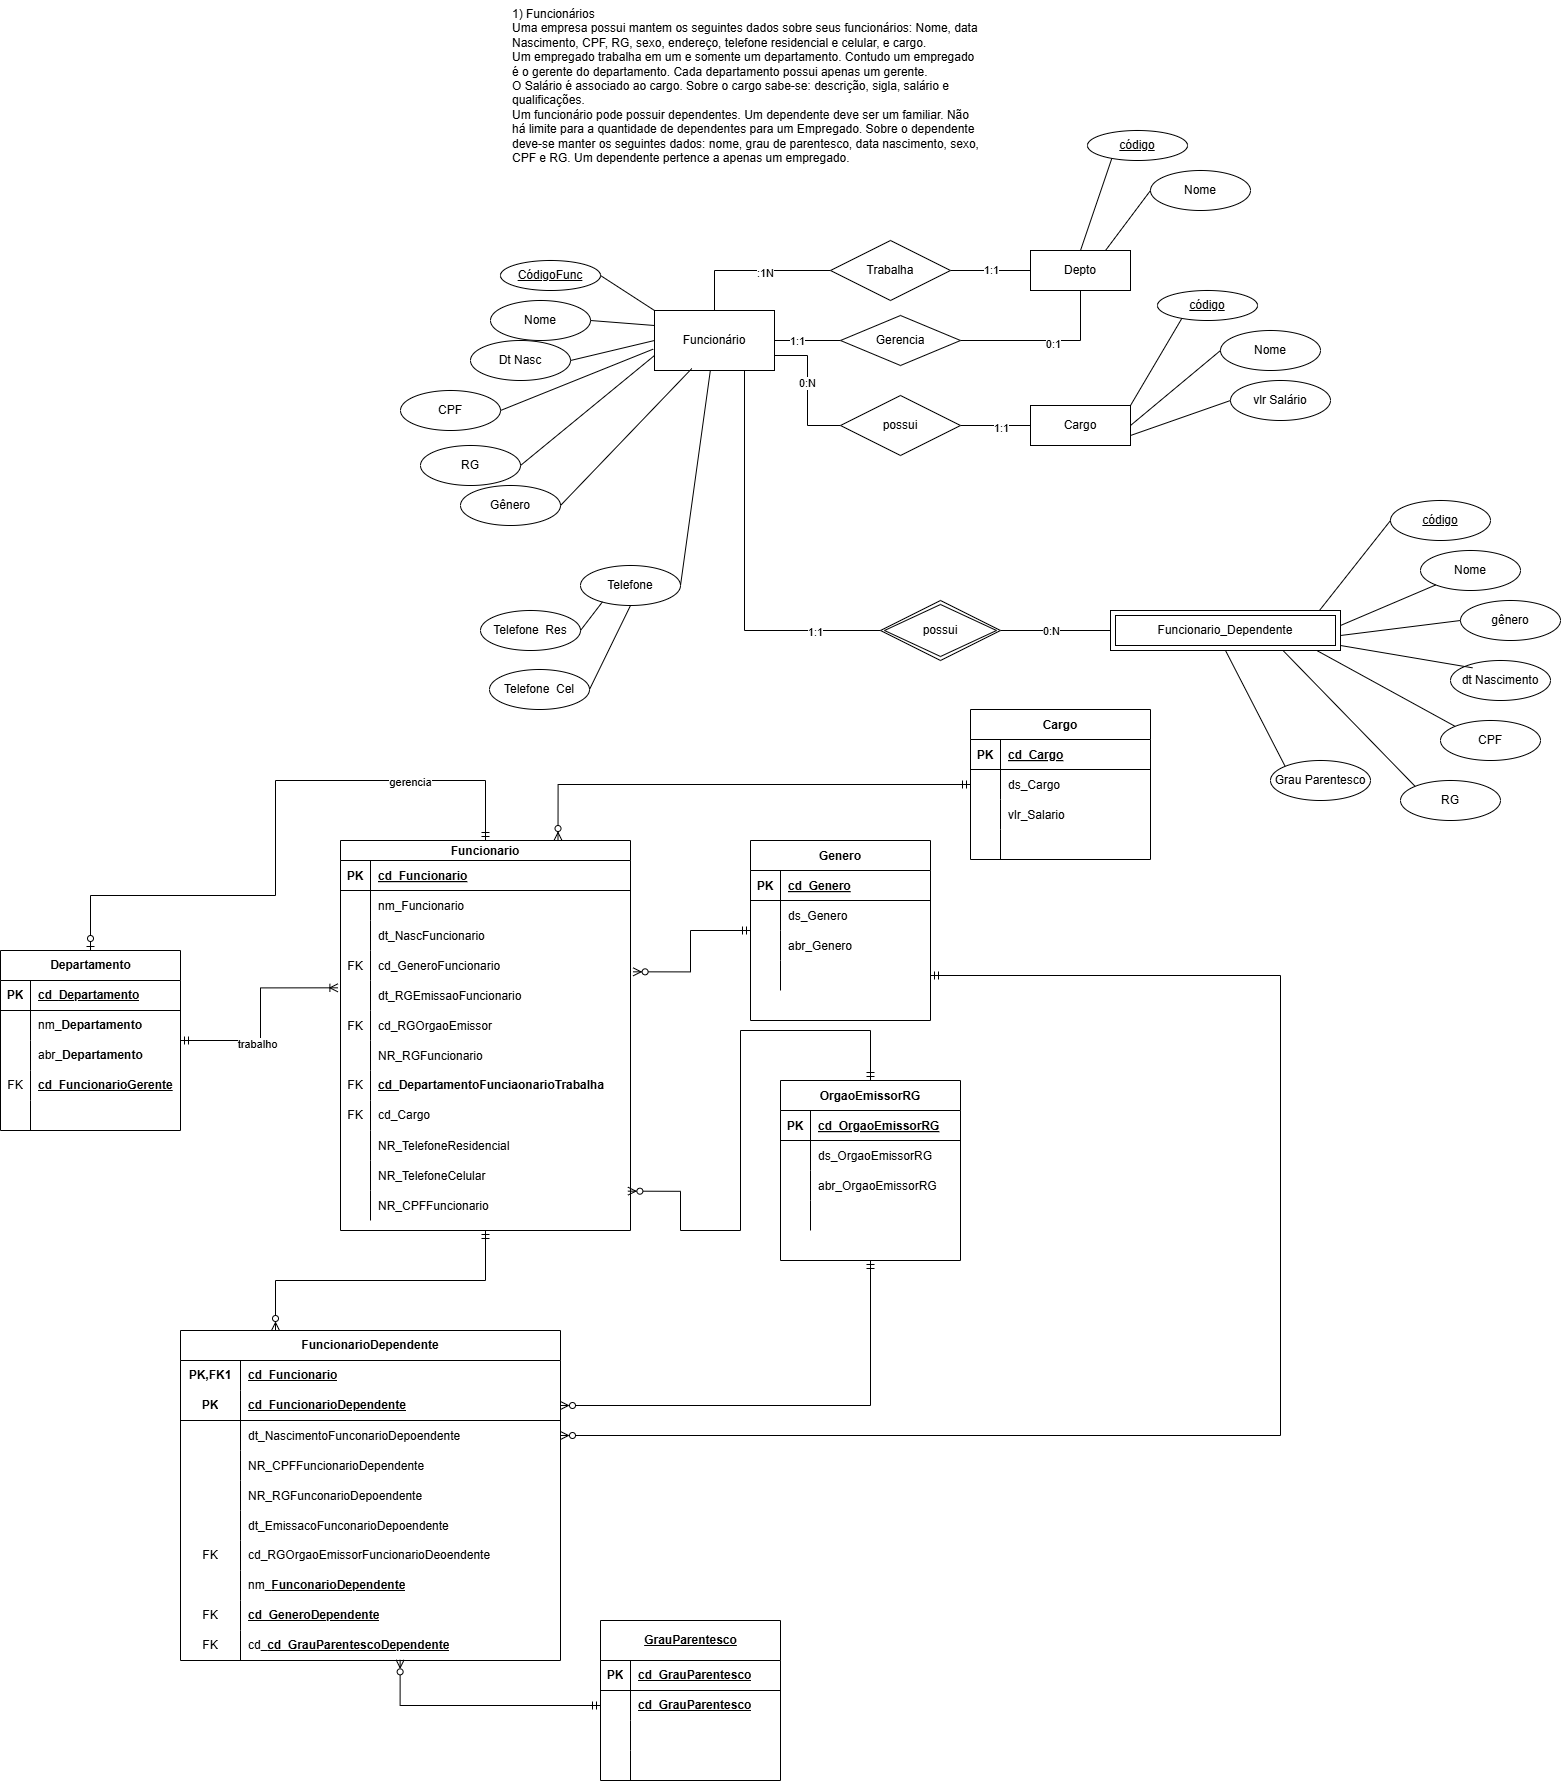 1) Funcionários
Uma empresa possui mantem os seguintes dados sobre seus funcionários: Nome, data
Nascimento, CPF, RG, sexo, endereço, telefone residencial e celular, e cargo.
Um empregado trabalha em um e somente um departamento. Contudo um empregado
é o gerente do departamento. Cada departamento possui apenas um gerente.
O Salário é associado ao cargo. Sobre o cargo sabe-se: descrição, sigla, salário e
qualificações.
Um funcionário pode possuir dependentes. Um dependente deve ser um familiar. Não
há limite para a quantidade de dependentes para um Empregado. Sobre o dependente
deve-se manter os seguintes dados: nome, grau de parentesco, data nascimento, sexo,
CPF e RG. Um dependente pertence a apenas um empregado.
código
Nome
:1N
Trabalha
1:1
Depto
CódigoFunc
Nome
Dt Nasc
CPF
RG
Gênero
Funcionário
1:1
Gerencia
0:1
0:N
possui
1:1
Cargo
código
Nome
vlr Salário
Telefone
Telefone Res
Telefone Cel
1:1
possui
0:N
Funcionario_Dependente
código
Nome
gênero
dt Nascimento
CPF
RG
Grau Parentesco
Cargo
PK cd_Cargo
ds_Cargo
vlr_Salario
gerencia
Funcionario
PK cd_Funcionario
nm_Funcionario
dt_NascFuncionario
FK cd_GeneroFuncionario
dt_RGEmissaoFuncionario
FK cd_RGOrgaoEmissor
NR_RGFuncionario
FK cd_DepartamentoFunciaonarioTrabalha
FK cd_Cargo
NR_TelefoneResidencial
NR_TelefoneCelular
NR_CPFFuncionario
Genero
PK cd_Genero
ds_Genero
abr_Genero
Departamento
PK cd_Departamento
nm_Departamento
abr_Departamento
FK cd_FuncionarioGerente
trabalho
OrgaoEmissorRG
PK cd_OrgaoEmissorRG
ds_OrgaoEmissorRG
abr_OrgaoEmissorRG
FuncionarioDependente
PK,FK1 cd_Funcionario
PK cd_FuncionarioDependente
dt_NascimentoFunconarioDepoendente
NR_CPFFuncionarioDependente
NR_RGFunconarioDepoendente
dt_EmissacoFunconarioDepoendente
FK cd_RGOrgaoEmissorFuncionarioDeoendente
nm_FunconarioDependente
FK cd_GeneroDependente
FK cd_cd_GrauParentescoDependente
GrauParentesco
PK cd_GrauParentesco
cd_GrauParentesco